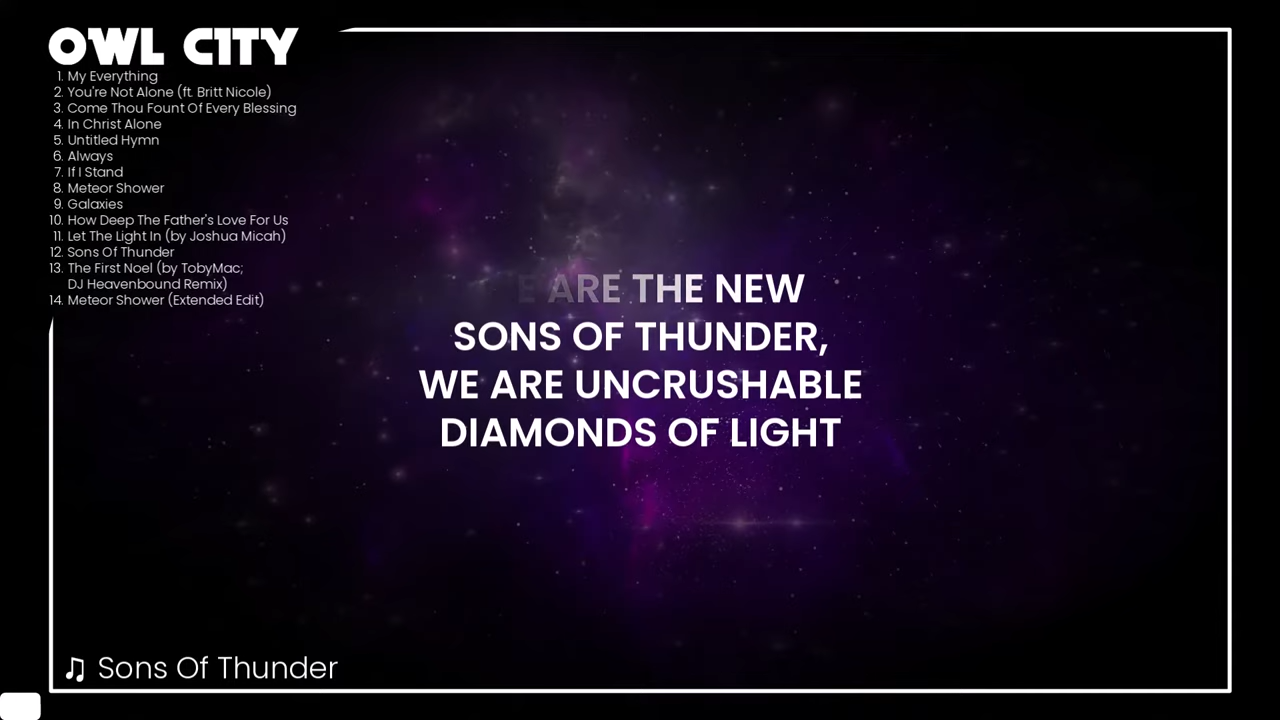 OWL CITY
1. My Everything
2. You're Not Alone (ft. Britt Nicole)
3. Come Thou Fount Of Every Blessing
4. In Christ Alone
5. Untitled Hymn
6. Always
7. If I Stand
8. Meteor Shower
9. Galaxies
10. How Deep The Father's Love For Us
11. Let The Light In (by Joshua Micah)
12. Sons Of Thunder
13. The First Noel (by TobyMac;
DJ Heavenbound Remix)
14. Meteor Shower (Extended Edit)
WE ARE THE NEW
SONS OF THUNDER,
WE ARE UNCRUSHABLE
DIAMONDS OF LIGHT
♫ Sons Of Thunder